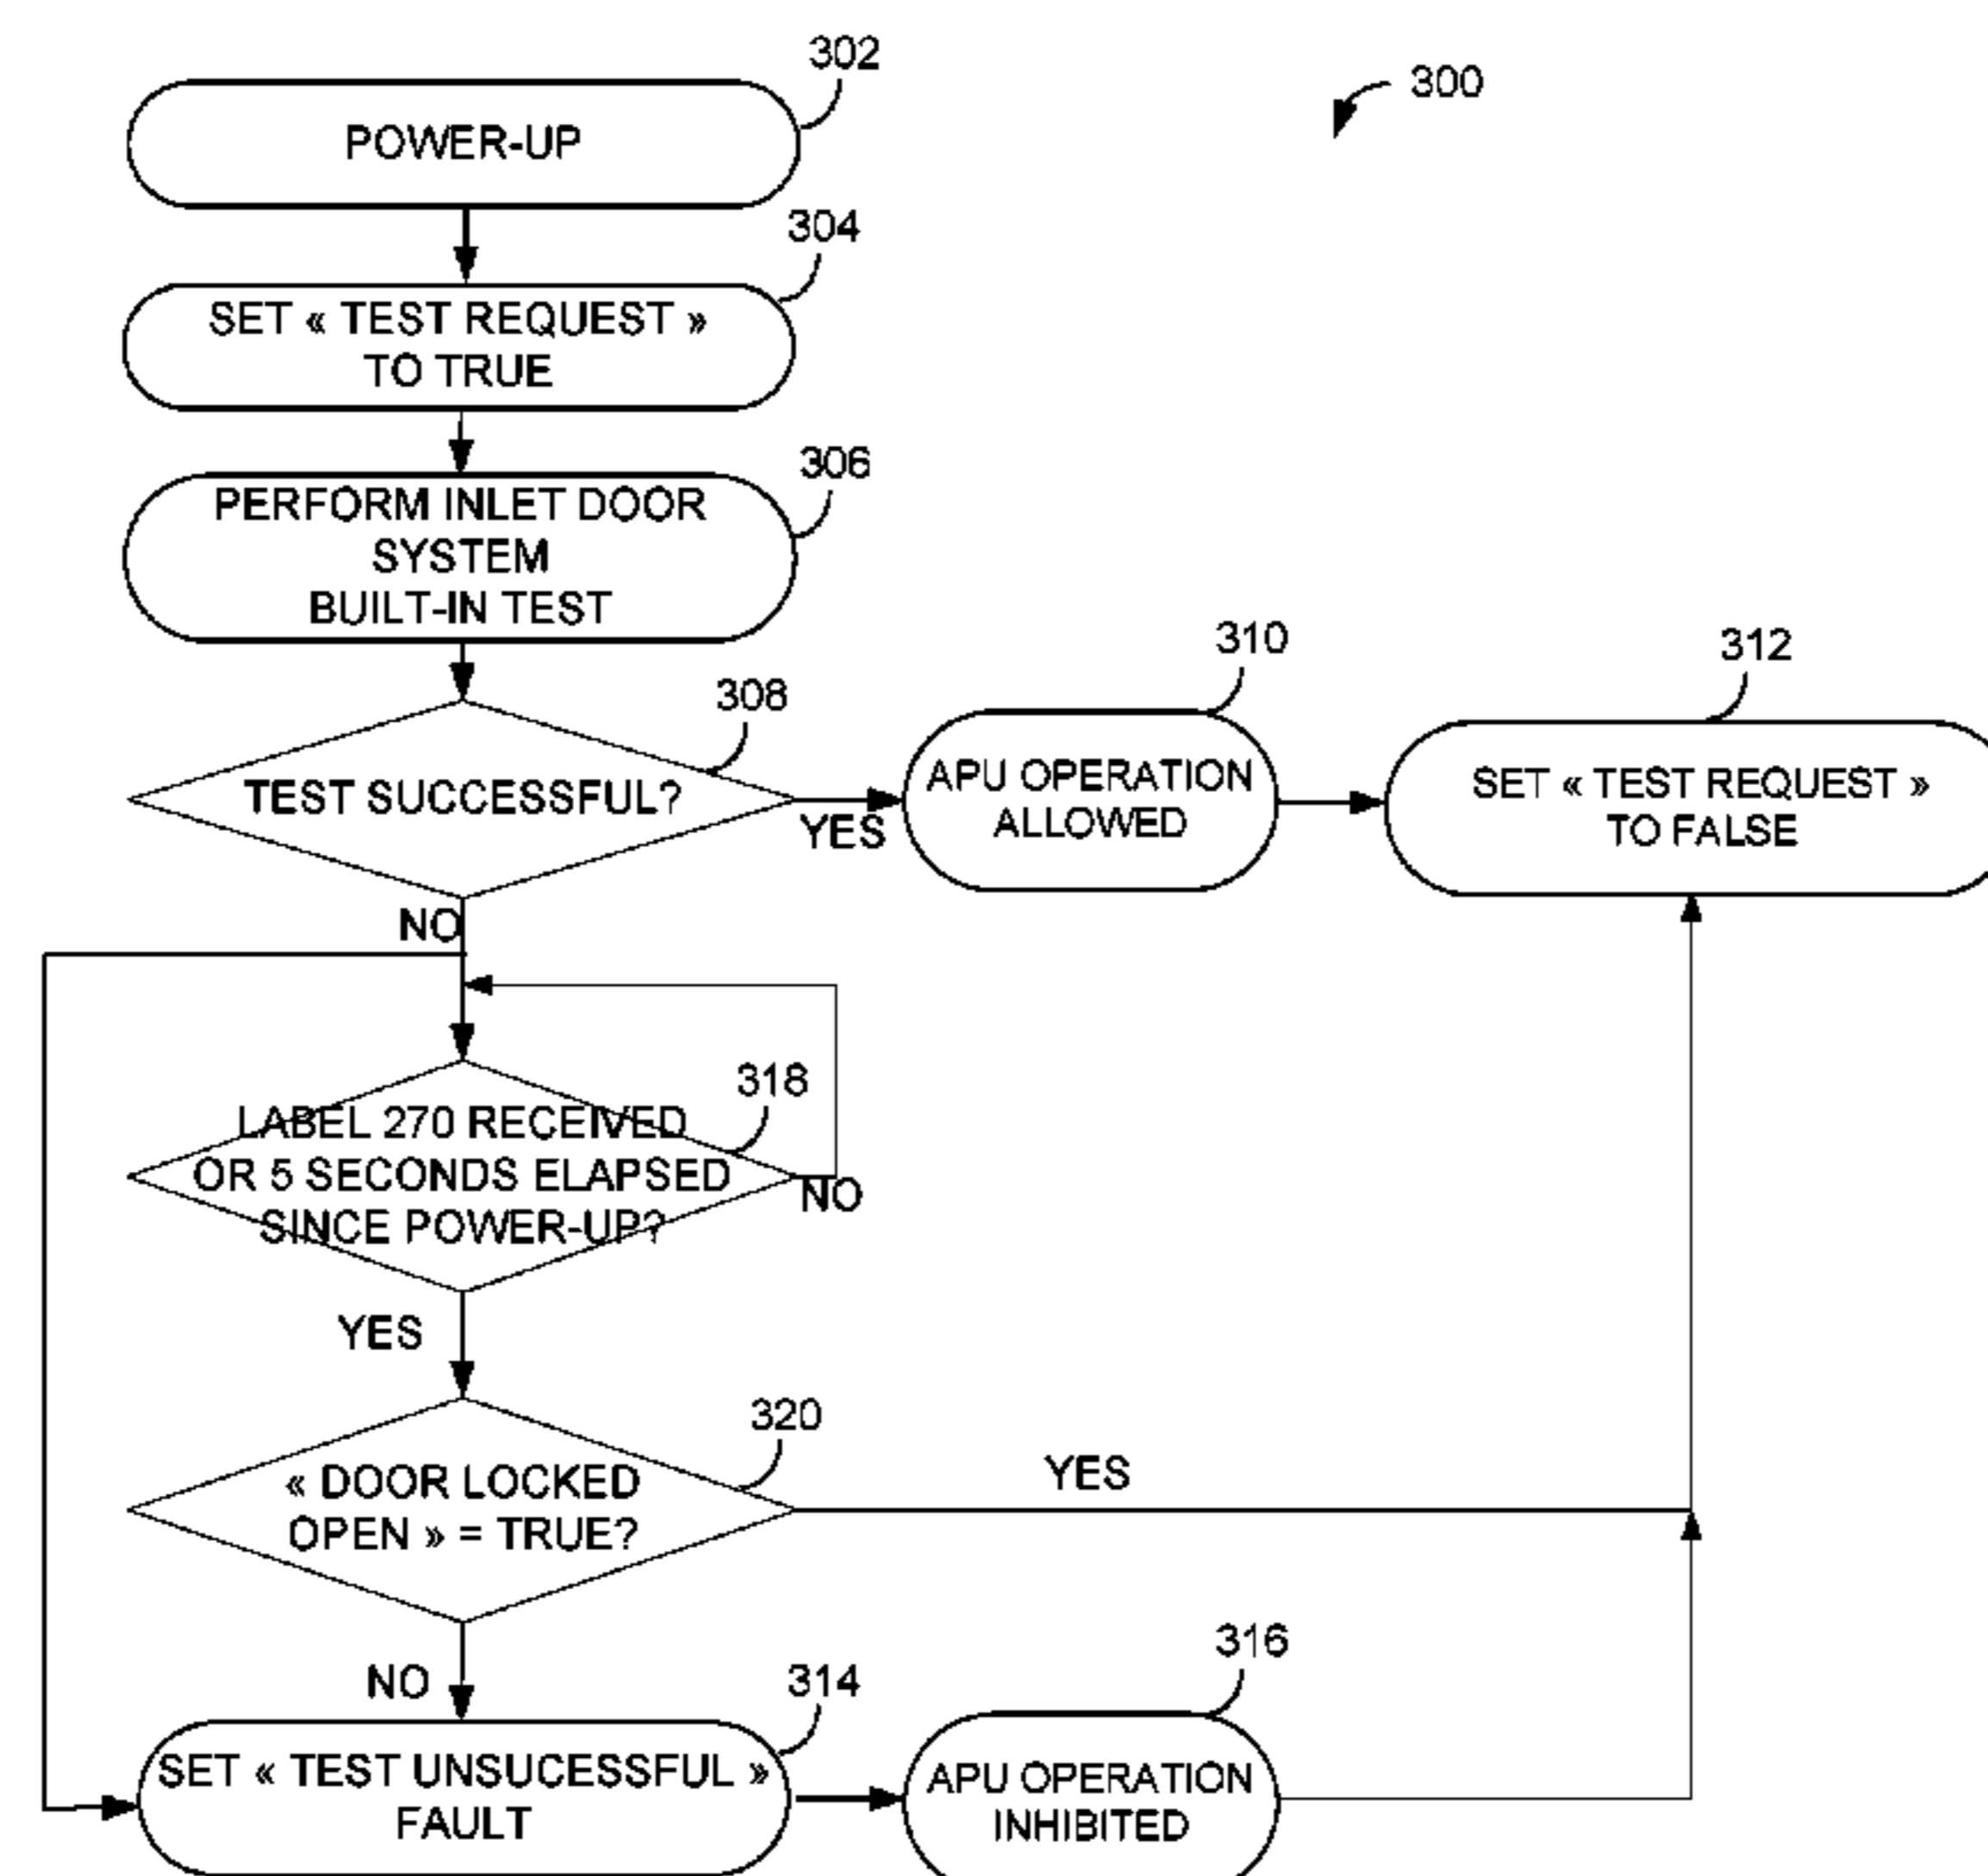 302
300
POWER-UP
304
SET « TEST REQUEST »
TO TRUE
306
PERFORM INLET DOOR
SYSTEM
BUILT-IN TEST
308
310
312
TEST SUCCESSFUL?
YES
APU OPERATION
ALLOWED
SET « TEST REQUEST »
TO FALSE
NO
318
LABEL 270 RECEIVED
OR 5 SECONDS ELAPSED
SINCE POWER-UP?
NO
YES
320
« DOOR LOCKED
OPEN » = TRUE?
YES
NO
314
316
SET « TEST UNSUCESSFUL »
FAULT
APU OPERATION
INHIBITED